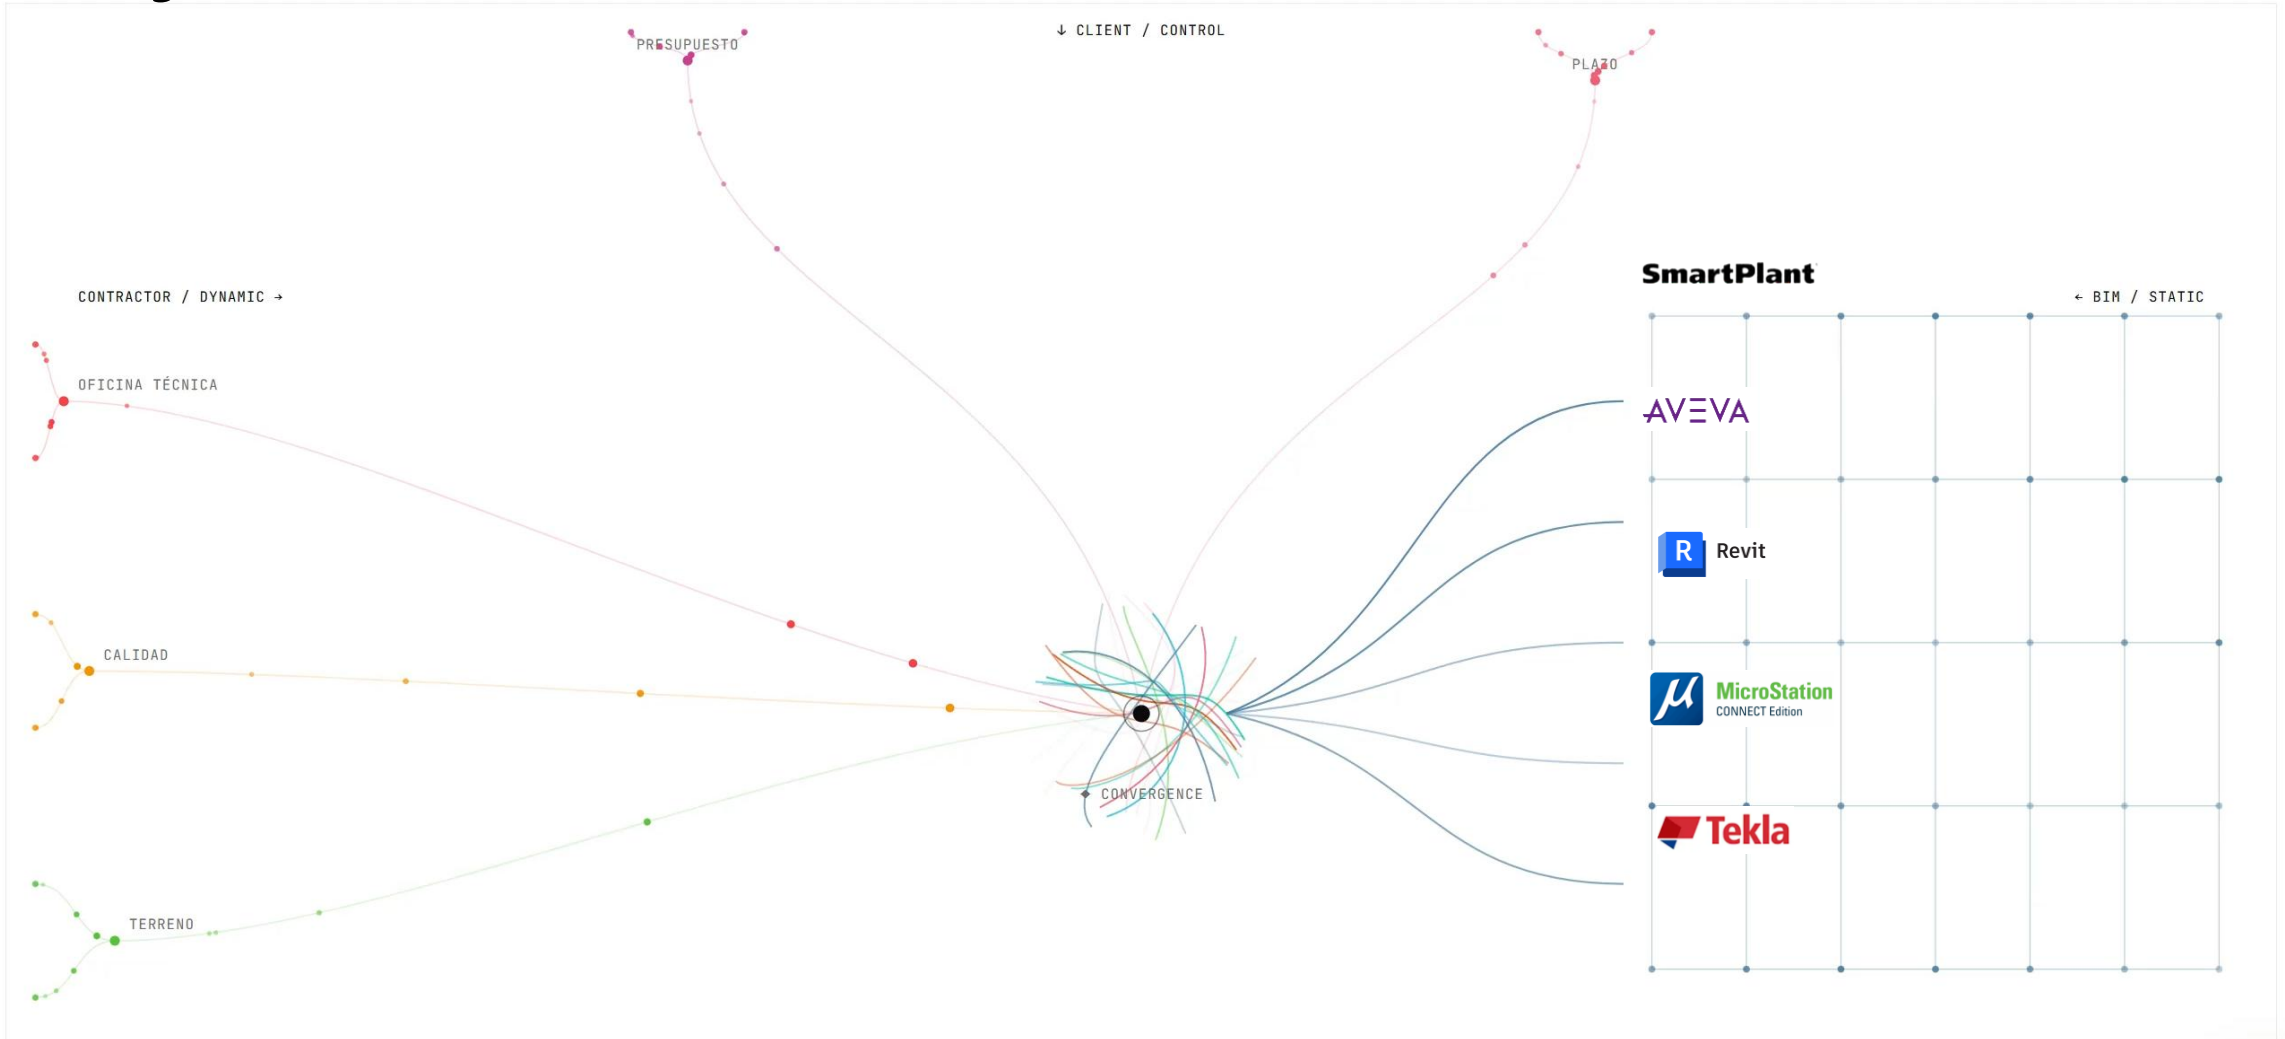 PRESUPUESTO
↓ CLIENT / CONTROL
PLAZO
SmartPlant
CONTRACTOR / DYNAMIC →
← BIM / STATIC
OFICINA TÉCNICA
AVEVA
R Revit
CALIDAD
μ MicroStation
CONNECT Edition
◆ CONVERGENCE
Tekla
TERRENO